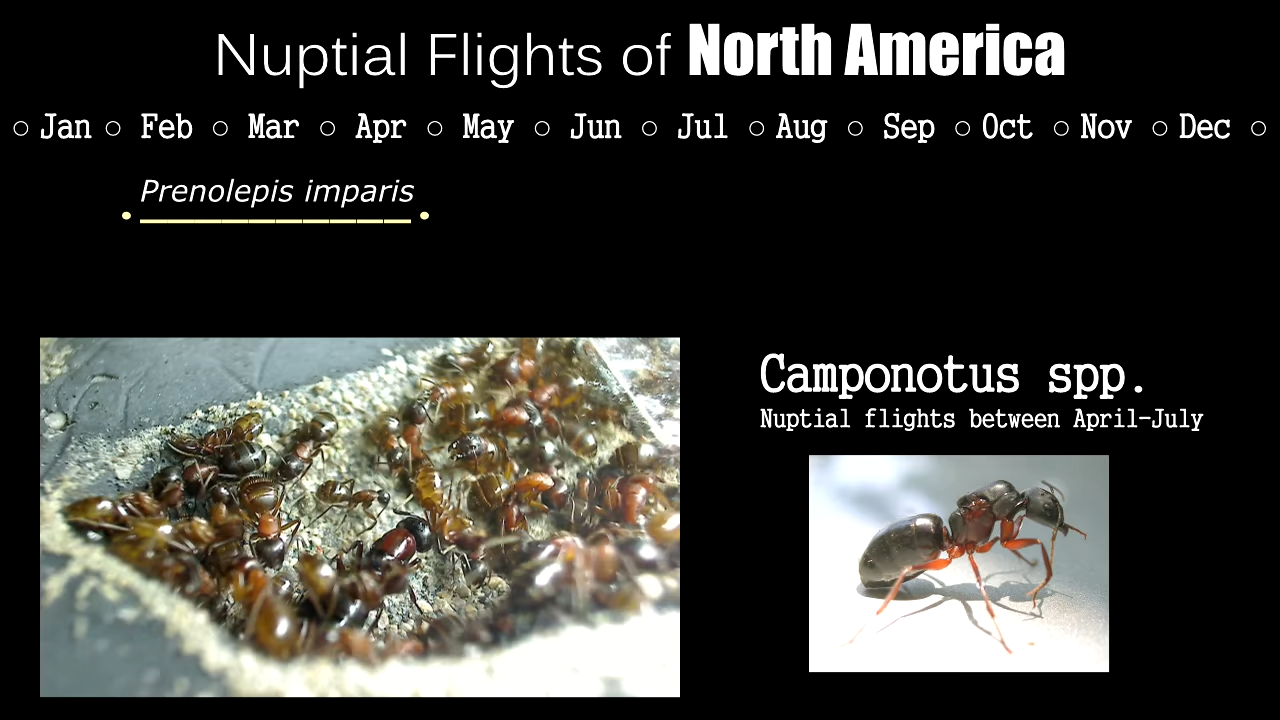 Nuptial Flights of North America
○ Jan ○ Feb ○ Mar ○ Apr ○ May ○ Jun ○ Jul ○ Aug ○ Sep ○ Oct ○ Nov ○ Dec ○
Prenolepis imparis
Camponotus spp.
Nuptial flights between April-July